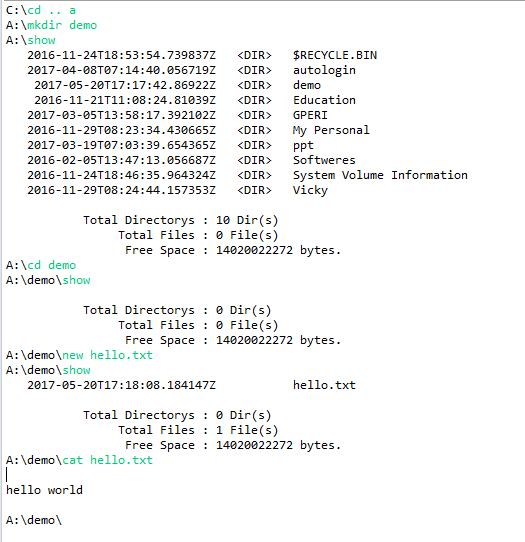 C:\cd .. a
A:\mkdir demo
A:\show
2016-11-24T18:53:54.739837Z <DIR> $RECYCLE.BIN
2017-04-08T07:14:40.056719Z <DIR> autologin
2017-05-20T17:17:42.86922Z <DIR> demo
2016-11-21T11:08:24.81039Z <DIR> Education
2017-03-05T13:58:17.392102Z <DIR> GPERI
2016-11-29T08:23:34.430665Z <DIR> My Personal
2017-03-19T07:03:39.654365Z <DIR> ppt
2016-02-05T13:47:13.056687Z <DIR> Softweres
2016-11-24T18:46:35.964324Z <DIR> System Volume Information
2016-11-29T08:24:44.157353Z <DIR> Vicky
Total Directorys : 10 Dir(s)
Total Files : 0 File(s)
Free Space : 14020022272 bytes.
A:\cd demo
A:\demo\show
Total Directorys : 0 Dir(s)
Total Files : 0 File(s)
Free Space : 14020022272 bytes.
A:\demo\new hello.txt
A:\demo\show
2017-05-20T17:18:08.184147Z hello.txt
Total Directorys : 0 Dir(s)
Total Files : 1 File(s)
Free Space : 14020022272 bytes.
A:\demo\cat hello.txt
hello world
A:\demo\